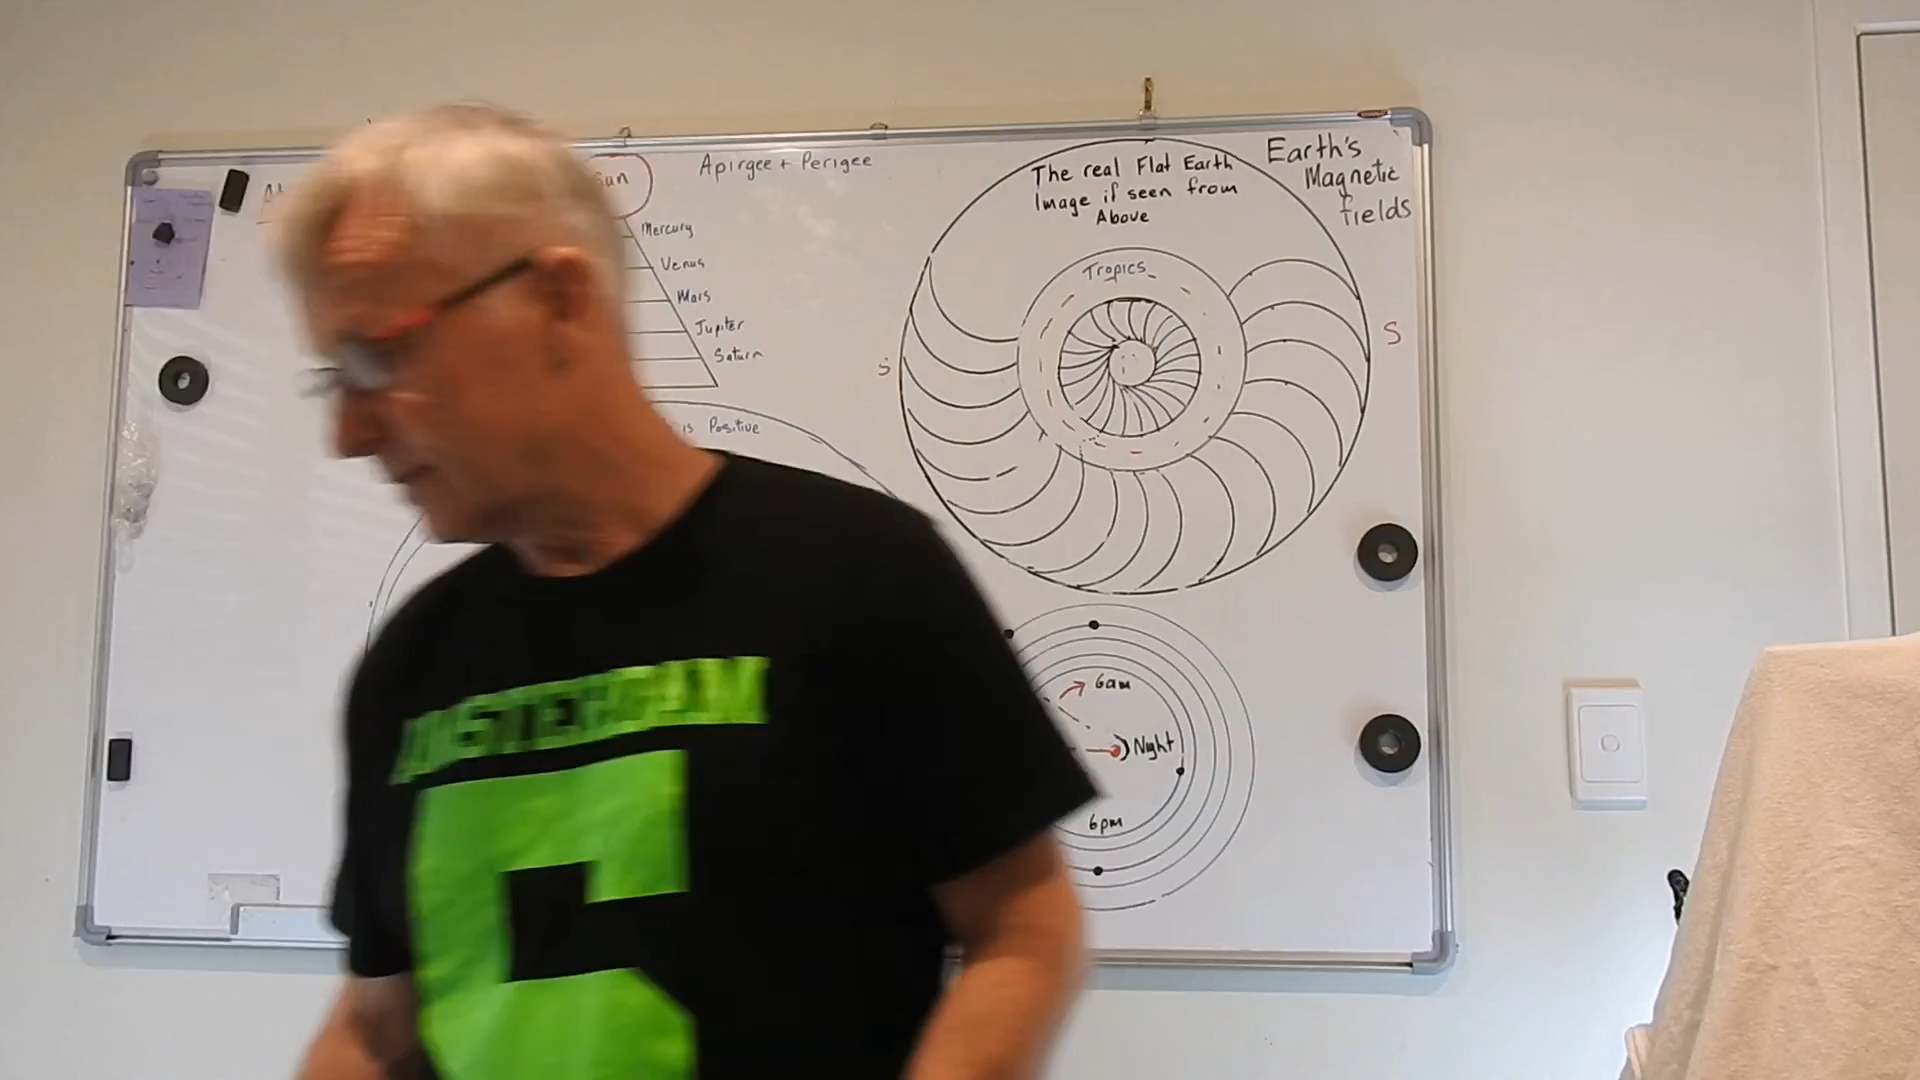 Sun
Apirgee + Perigee
Mercury
Venus
Mars
Jupiter
Saturn
is Positive
The real Flat Earth
Image if seen from
Above
Tropics
Earth's
Magnetic
fields
S
S
6am
Night
6pm
AMSTERDAM